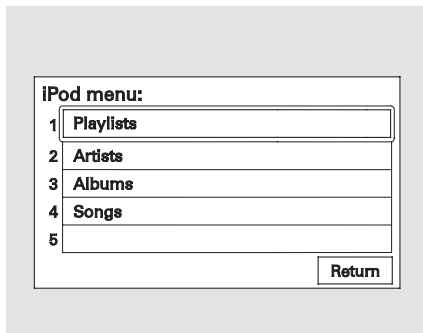 iPod menu:
1 Playlists
2 Artists
3 Albums
4 Songs
5
Return